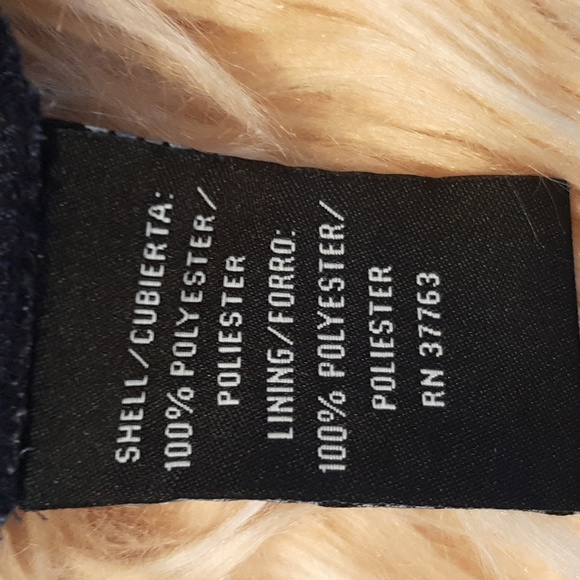 SHELL/CUBIERTA:
100% POLYESTER/
POLIESTER
LINING/FORRO:
100% POLYESTER/
POLIESTER
RN 37763